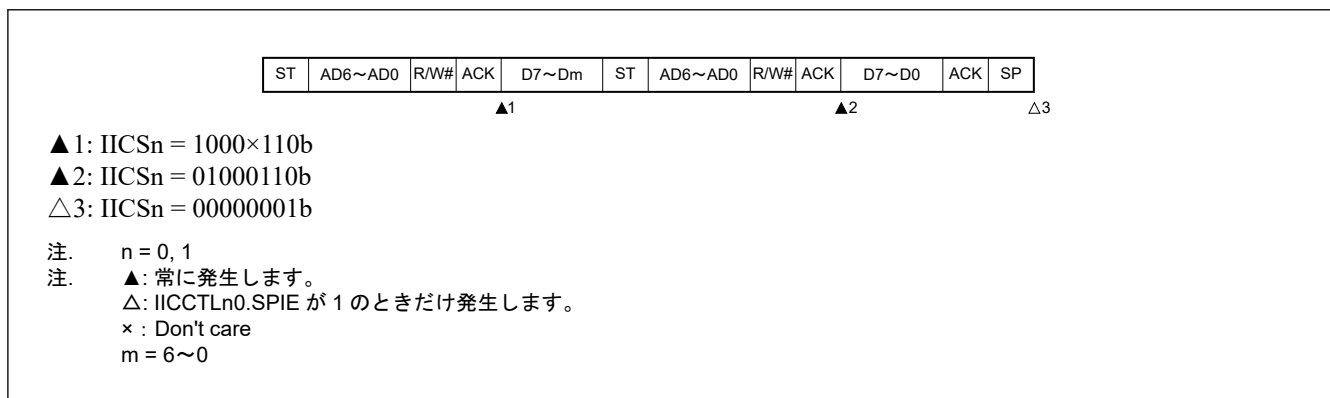 ST AD6～AD0 R/W# ACK D7～Dm ST AD6～AD0 R/W# ACK D7～D0 ACK SP
▲1 ▲2 △3
▲1: IICSn = 1000×110b
▲2: IICSn = 01000110b
△3: IICSn = 00000001b
注. n = 0, 1
注. ▲: 常に発生します。
△: IICCTLn0.SPIE が 1 のときだけ発生します。
×：Don't care
m = 6～0